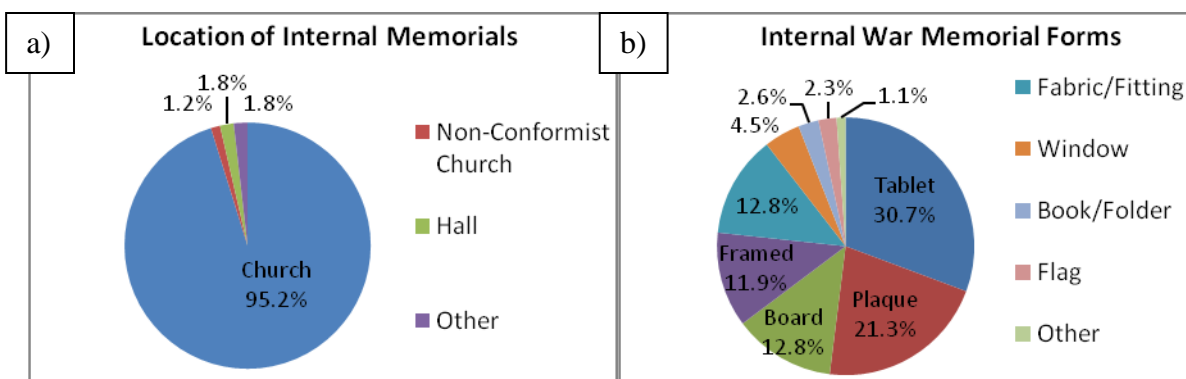 a)
Location of Internal Memorials
1.8%
1.2%
1.8%
Church
95.2%
Non-Conformist
Church
Hall
Other
b)
Internal War Memorial Forms
2.3%
2.6%
1.1%
4.5%
Tablet
30.7%
12.8%
Framed
11.9%
Plaque
21.3%
Board
12.8%
Fabric/Fitting
Window
Book/Folder
Flag
Other